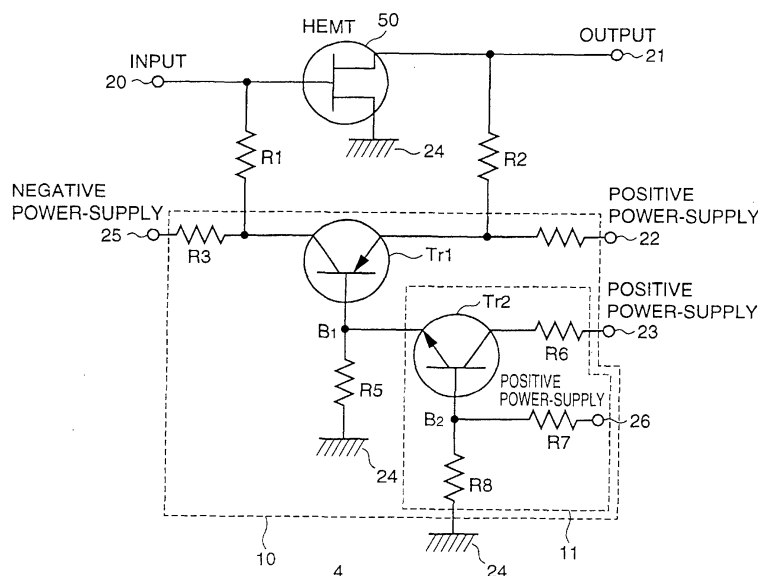 HEMT
50
INPUT
20
OUTPUT
21
24
R1
R2
NEGATIVE
POWER-SUPPLY
25
R3
POSITIVE
POWER-SUPPLY
22
Tr1
Tr2
POSITIVE
POWER-SUPPLY
23
B1
R6
R5
POSITIVE
POWER-SUPPLY
B2
R7
26
24
R8
10
11
24
4